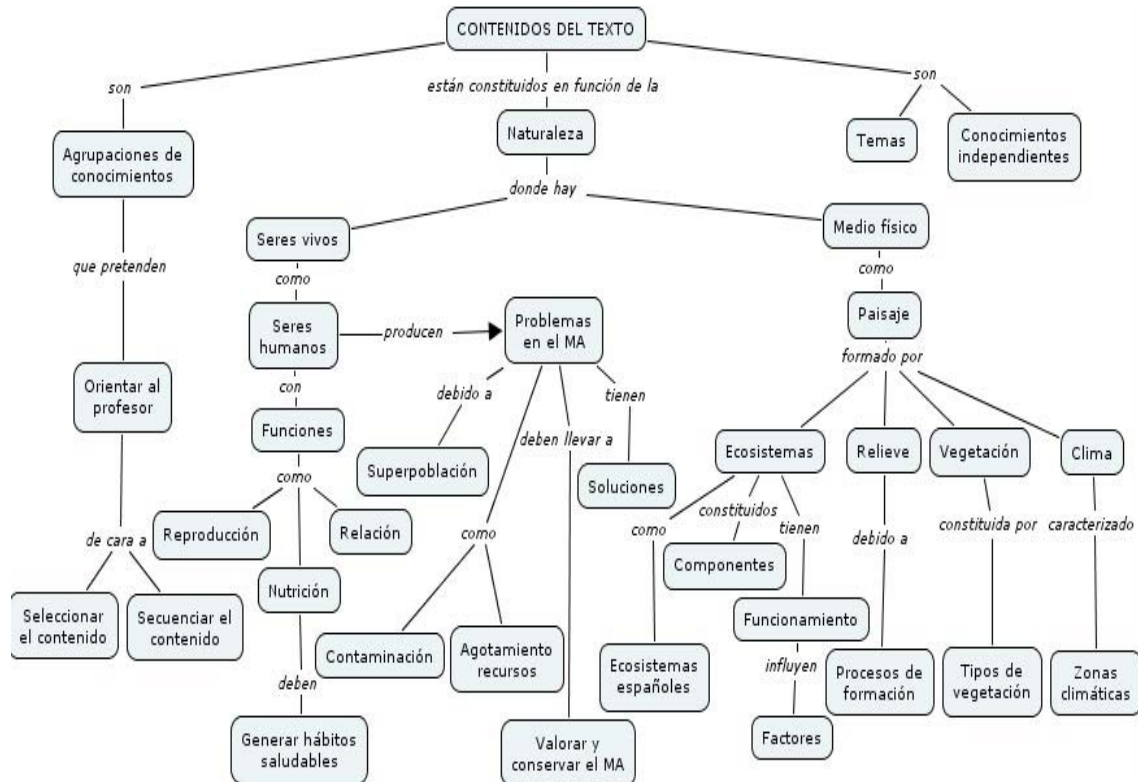 CONTENIDOS DEL TEXTO
son
están constituidos en función de la
son
Agrupaciones de
conocimientos
Naturaleza
Temas
Conocimientos
independientes
donde hay
que pretenden
Seres vivos
Medio físico
como
como
Seres
humanos
producen
Problemas
en el MA
Paisaje
formado por
Orientar al
profesor
con
debido a
tienen
deben llevar a
Funciones
Superpoblación
Soluciones
Ecosistemas
Relieve
Vegetación
Clima
como
Reproducción
Relación
Nutrición
como
como
constituidos
tienen
debido a
constituida por
caracterizado
de cara a
Seleccionar
el contenido
Secuenciar el
contenido
Componentes
Funcionamiento
Contaminación
Agotamiento
recursos
deben
Generar hábitos
saludables
Valorar y
conservar el MA
Ecosistemas
españoles
influyen
Factores
Procesos de
formación
Tipos de
vegetación
Zonas
climáticas